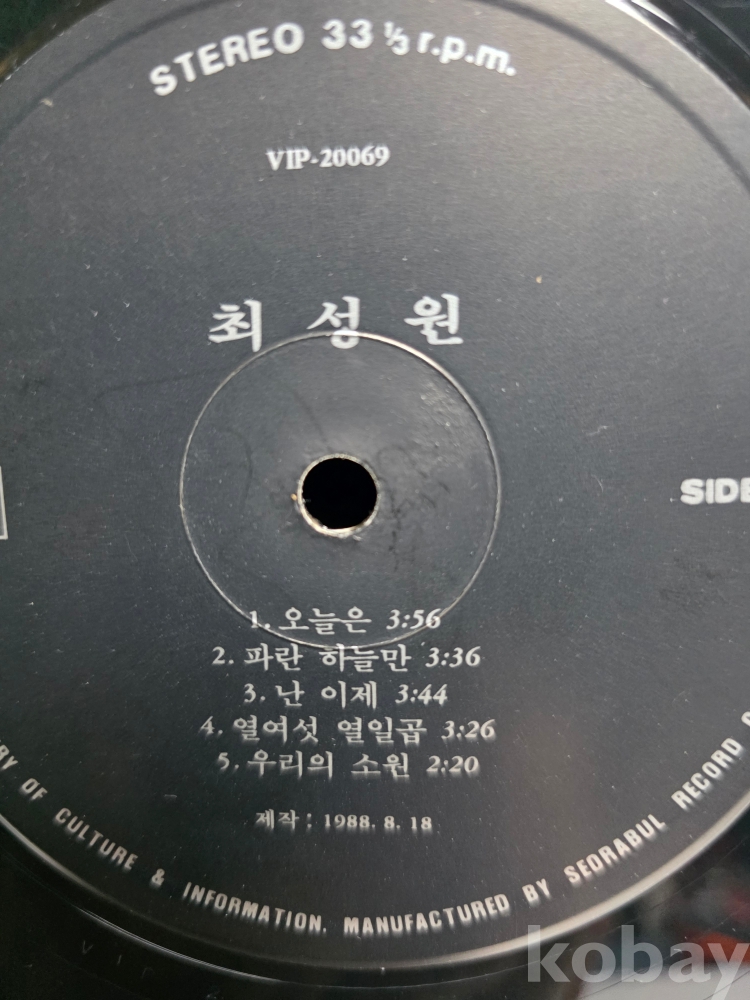 STEREO 33 ⅓ r.p.m.
VIP-20069
최 성 원
SIDE
1. 오늘은 3:56
2. 파란 하늘만 3:36
3. 난 이제 3:44
4. 열여섯 열일곱 3:26
5. 우리의 소원 2:20
제작 : 1988. 8. 18
OF CULTURE & INFORMATION. MANUFACTURED BY SEORABUL RECORD
kobay